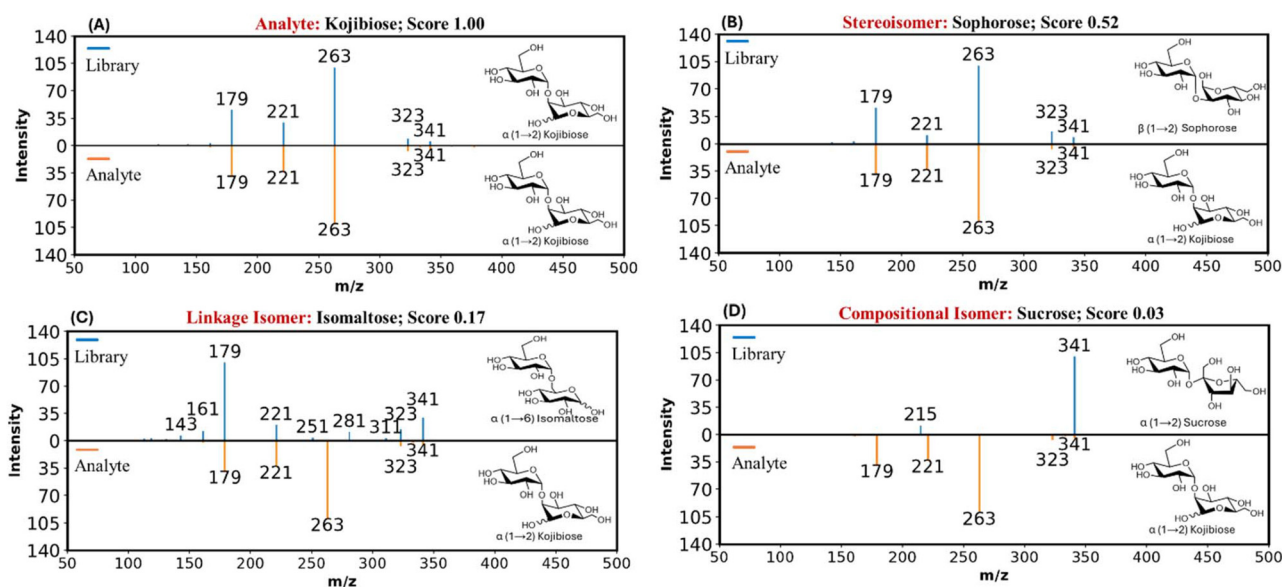 (A) Analyte: Kojibiose; Score 1.00
140
105
70
35
0
35
70
105
140
Intensity
Library
Analyte
263
179
221
323
341
179
221
263
323
341
α (1→2) Kojibiose
α (1→2) Kojibiose
50 100 150 200 250 300 350 400 450 500
m/z
(B) Stereoisomer: Sophorose; Score 0.52
140
105
70
35
0
35
70
105
140
Intensity
Library
Analyte
263
179
221
323
341
179
221
263
323
341
β (1→2) Sophorose
α (1→2) Kojibiose
50 100 150 200 250 300 350 400 450 500
m/z
(C) Linkage Isomer: Isomaltose; Score 0.17
140
105
70
35
0
35
70
105
140
Intensity
Library
Analyte
143
161
179
221
251
281
311
323
341
179
221
263
323
341
α (1→6) Isomaltose
α (1→2) Kojibiose
50 100 150 200 250 300 350 400 450 500
m/z
(D) Compositional Isomer: Sucrose; Score 0.03
140
105
70
35
0
35
70
105
140
Intensity
Library
Analyte
215
341
179
221
263
323
341
α (1→2) Sucrose
α (1→2) Kojibiose
50 100 150 200 250 300 350 400 450 500
m/z